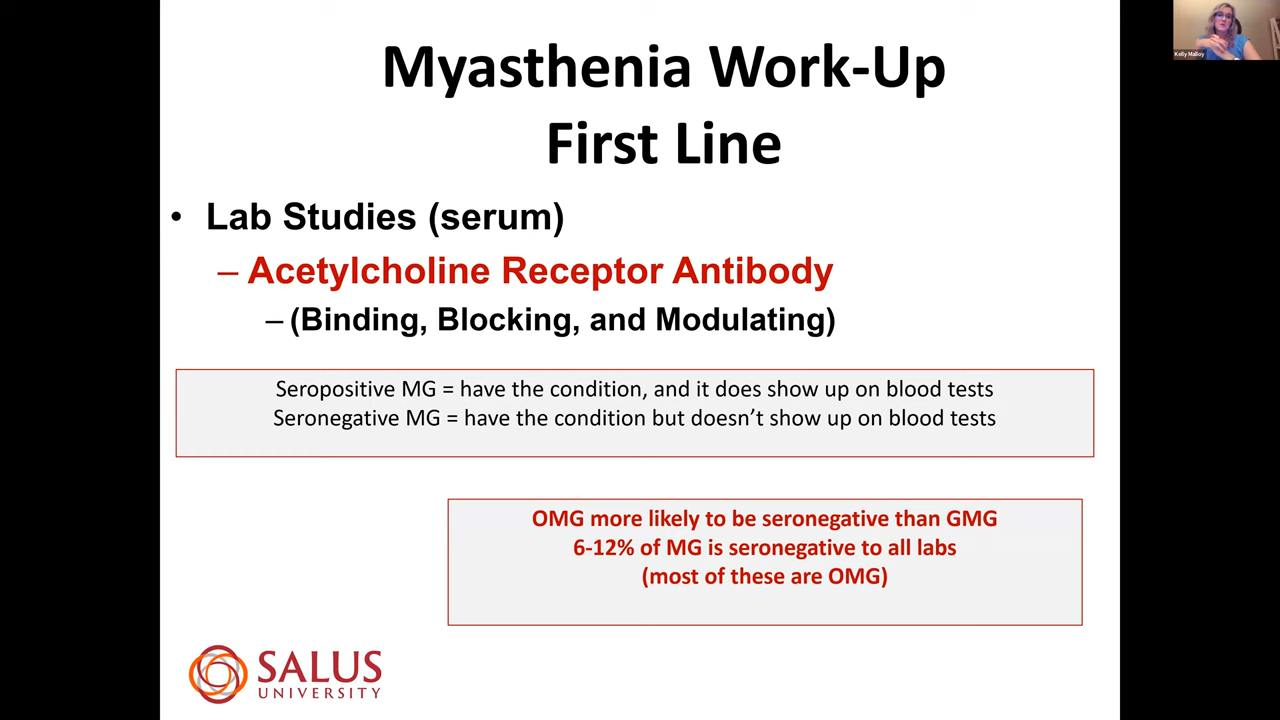 Myasthenia Work-Up
First Line
• Lab Studies (serum)
– Acetylcholine Receptor Antibody
– (Binding, Blocking, and Modulating)
Seropositive MG = have the condition, and it does show up on blood tests
Seronegative MG = have the condition but doesn't show up on blood tests
OMG more likely to be seronegative than GMG
6-12% of MG is seronegative to all labs
(most of these are OMG)
SALUS
UNIVERSITY
Kelly Malloy